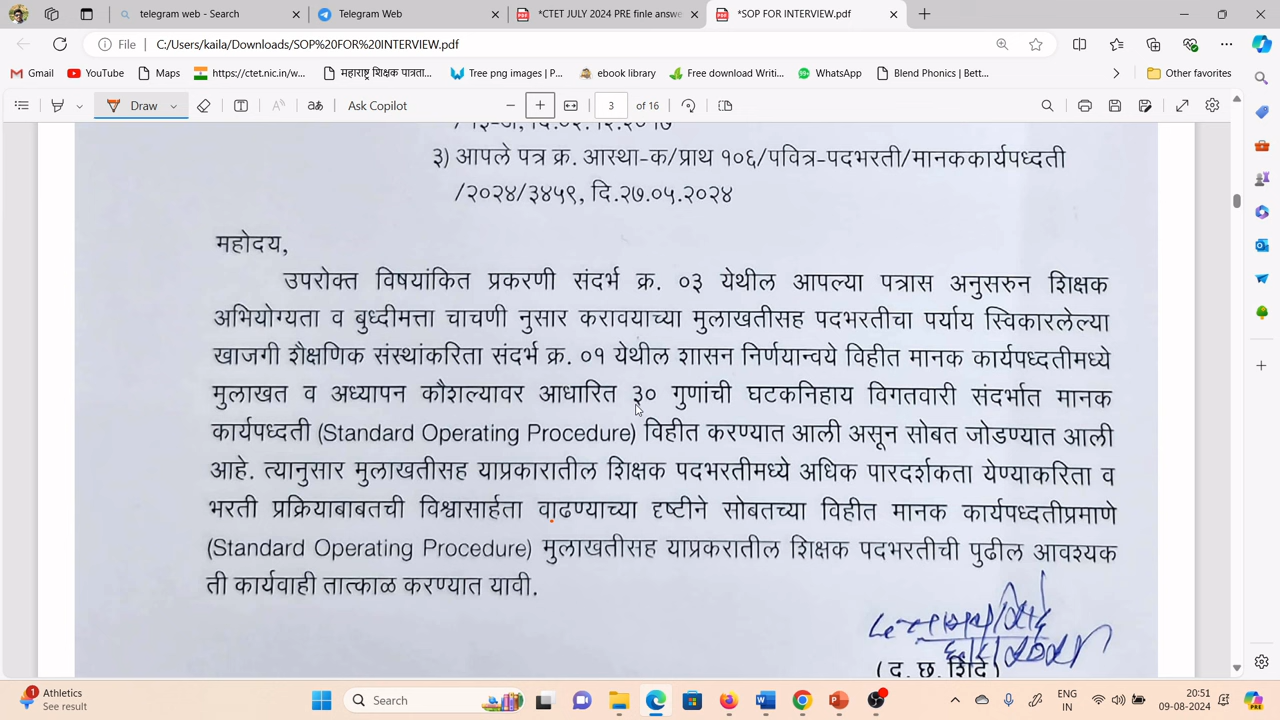 telegram web - Search
Telegram Web
*CTET JULY 2024 PRE finle answe
*SOP FOR INTERVIEW.pdf
File
C:/Users/kaila/Downloads/SOP%20FOR%20INTERVIEW.pdf
Gmail
YouTube
Maps
https://ctet.nic.in/w...
महाराष्ट्र शिक्षक पात्रता...
Tree png images | P...
ebook library
Free download Writi...
99+
WhatsApp
Blend Phonics | Bett...
Other favorites
Draw
aあ
Ask Copilot
3
of 16
३) आपले पत्र क्र. आस्था-क/प्राथ १०६/पवित्र-पदभरती/मानककार्यपध्दती
/२०२४/३४५९, दि.२७.०५.२०२४
महोदय,
उपरोक्त विषयांकित प्रकरणी संदर्भ क्र. ०३ येथील आपल्या पत्रास अनुसरुन शिक्षक
अभियोग्यता व बुध्दीमत्ता चाचणी नुसार करावयाच्या मुलाखतीसह पदभरतीचा पर्याय स्विकारलेल्या
खाजगी शैक्षणिक संस्थांकरिता संदर्भ क्र. ०१ येथील शासन निर्णयान्वये विहीत मानक कार्यपध्दतीमध्ये
मुलाखत व अध्यापन कौशल्यावर आधारित ३० गुणांची घटकनिहाय विगतवारी संदर्भात मानक
कार्यपध्दती (Standard Operating Procedure) विहीत करण्यात आली असून सोबत जोडण्यात आली
आहे. त्यानुसार मुलाखतीसह याप्रकारातील शिक्षक पदभरतीमध्ये अधिक पारदर्शकता येण्याकरिता व
भरती प्रक्रियाबाबतची विश्वासार्हता वाढण्याच्या दृष्टीने सोबतच्या विहीत मानक कार्यपध्दतीप्रमाणे
(Standard Operating Procedure) मुलाखतीसह याप्रकारातील शिक्षक पदभरतीची पुढील आवश्यक
ती कार्यवाही तात्काळ करण्यात यावी.
(द. छ. शिंदे)
1
Athletics
See result
Search
ENG
IN
20:51
09-08-2024